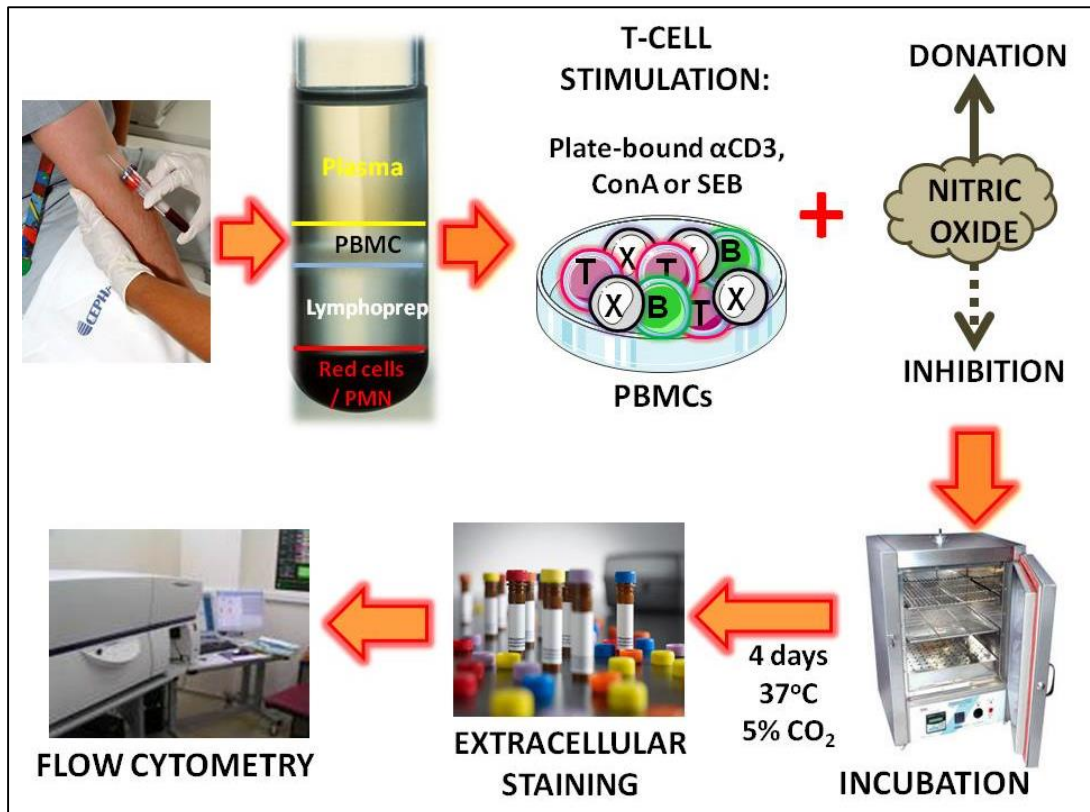 T-CELL
STIMULATION:
Plate-bound αCD3,
ConA or SEB
DONATION
NITRIC
OXIDE
INHIBITION
Plasma
PBMC
Lymphoprep
Red cells
/ PMN
+
T
X
T
X
B
X
B
T
X
PBMCs
CEPHA
4 days
37°C
5% CO₂
INCUBATION
EXTRACELLULAR
STAINING
FLOW CYTOMETRY